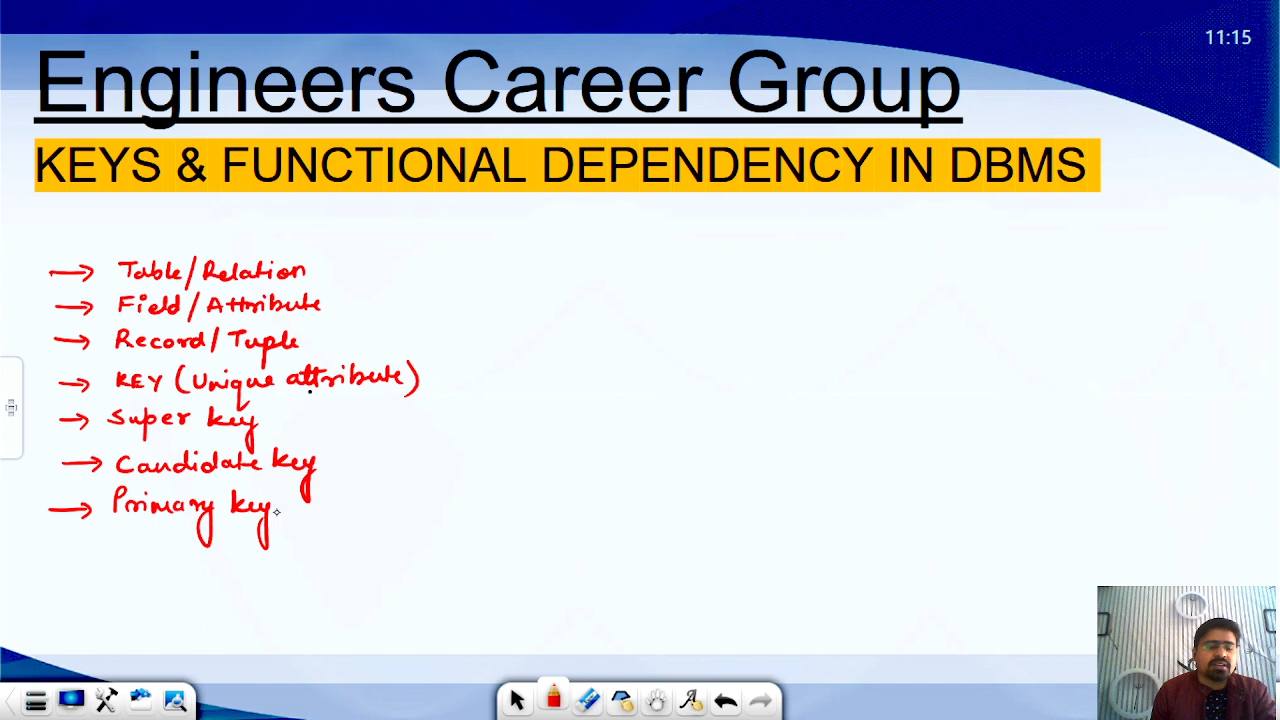 11:15
Engineers Career Group
KEYS & FUNCTIONAL DEPENDENCY IN DBMS
→ Table/Relation
→ Field/Attribute
→ Record/Tuple
→ KEY (Unique attribute)
→ Super key
→ Candidate key
→ Primary key